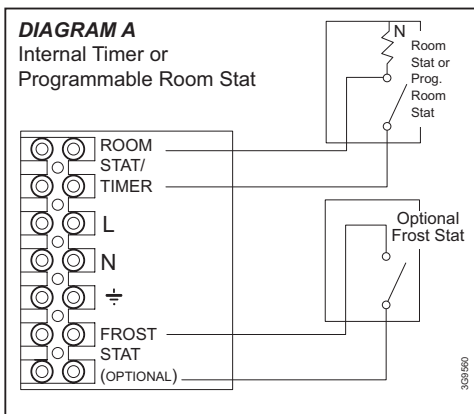 DIAGRAM A
Internal Timer or
Programmable Room Stat
N
Room
Stat or
Prog.
Room
Stat
ROOM
STAT/
TIMER
L
N
FROST
STAT
(OPTIONAL)
Optional
Frost Stat
3G9560